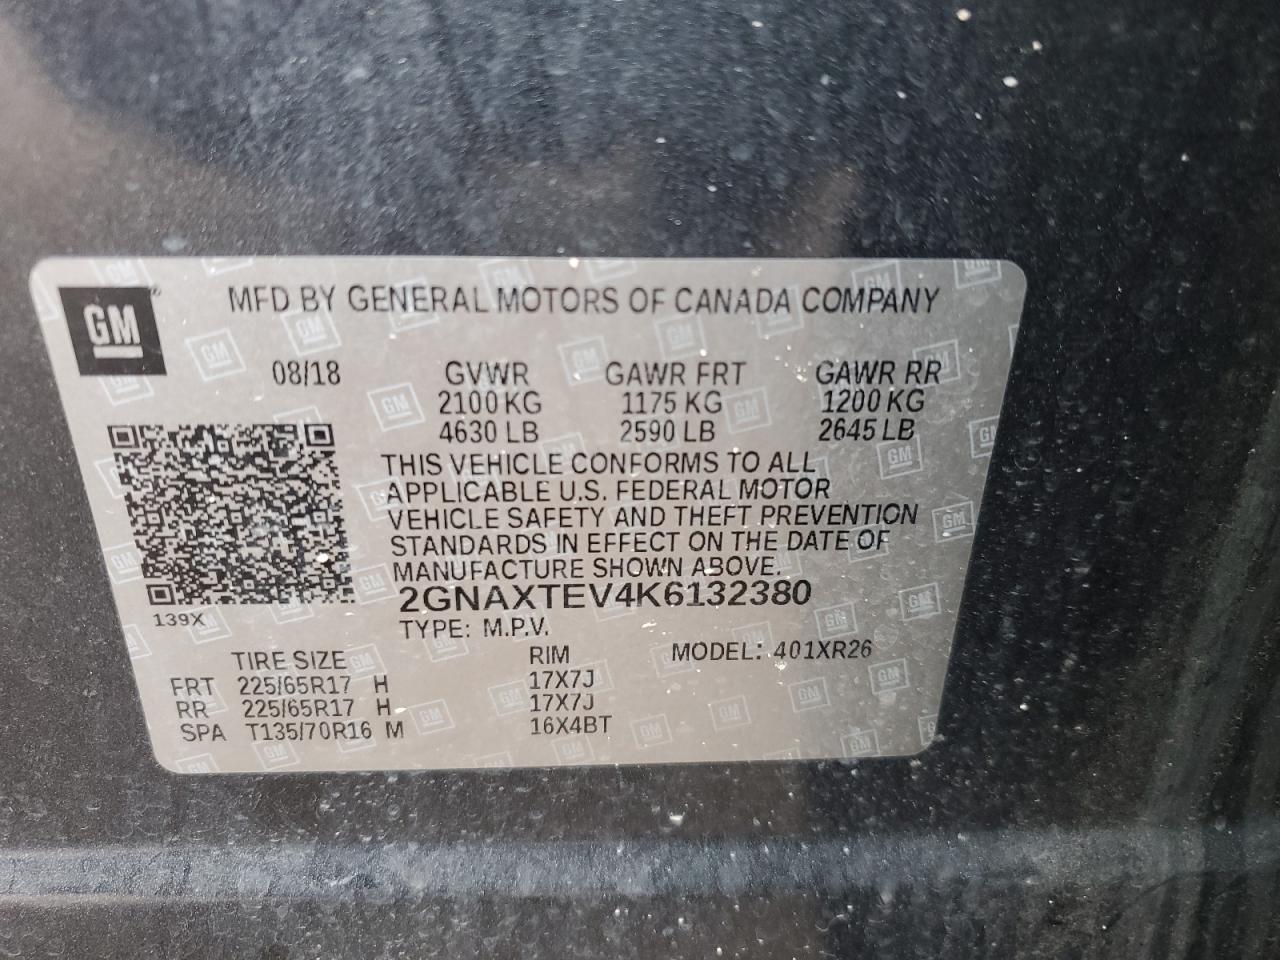 GM
MFD BY GENERAL MOTORS OF CANADA COMPANY
08/18 GVWR GAWR FRT GAWR RR
2100 KG 1175 KG 1200 KG
4630 LB 2590 LB 2645 LB
THIS VEHICLE CONFORMS TO ALL
APPLICABLE U.S. FEDERAL MOTOR
VEHICLE SAFETY AND THEFT PREVENTION
STANDARDS IN EFFECT ON THE DATE OF
MANUFACTURE SHOWN ABOVE.
2GNAXTEV4K6132380
139X
TYPE: M.P.V.
TIRE SIZE RIM MODEL: 401XR26
FRT 225/65R17 H 17X7J
RR 225/65R17 H 17X7J
SPA T135/70R16 M 16X4BT